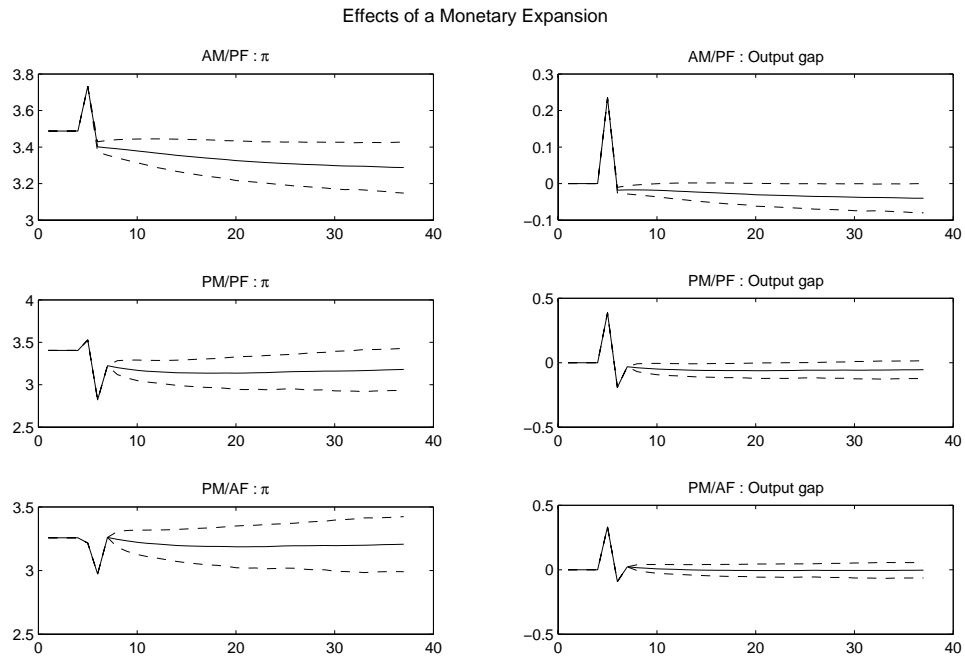 Effects of a Monetary Expansion
AM/PF : π
3.8
3.6
3.4
3.2
3
0 10 20 30 40
AM/PF : Output gap
0.3
0.2
0.1
0
−0.1
0 10 20 30 40
PM/PF : π
4
3.5
3
2.5
0 10 20 30 40
PM/PF : Output gap
0.5
0
−0.5
0 10 20 30 40
PM/AF : π
3.5
3
2.5
0 10 20 30 40
PM/AF : Output gap
0.5
0
−0.5
0 10 20 30 40